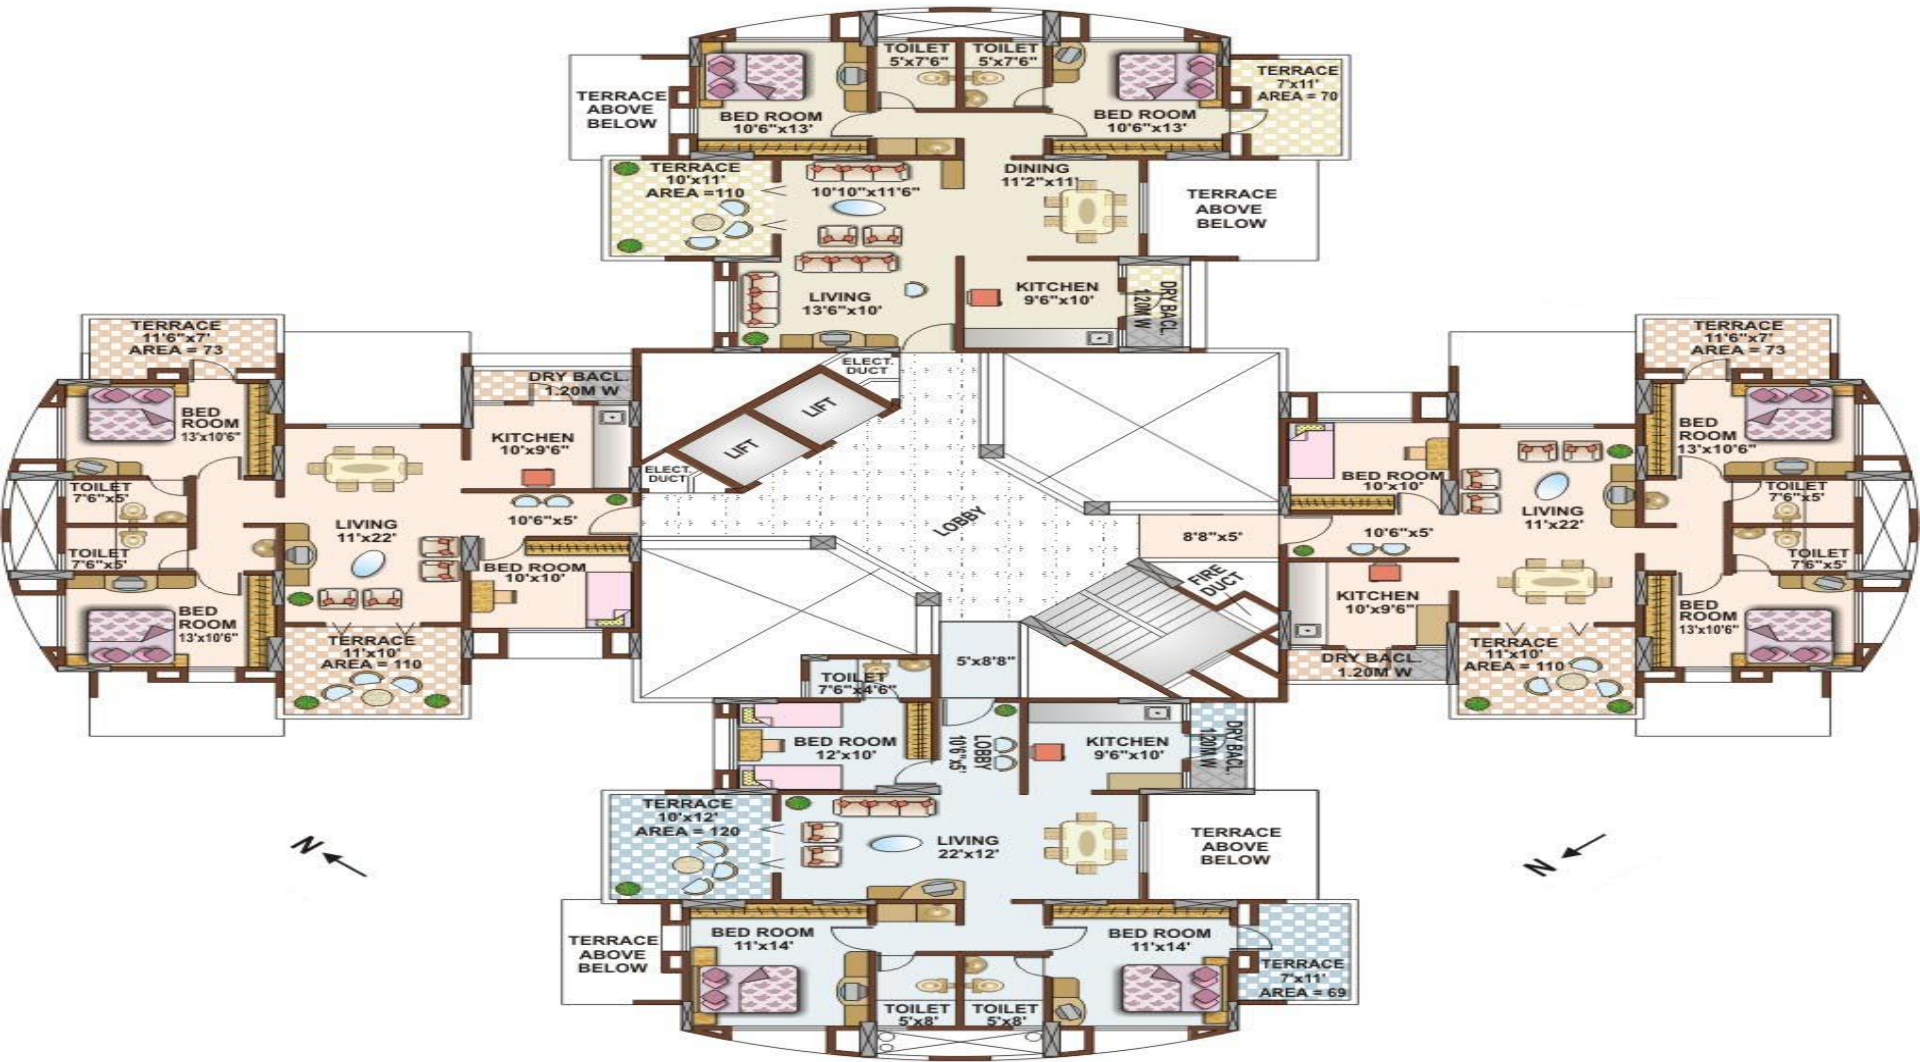 TOILET
5'x7'6"
TOILET
5'x7'6"
TERRACE
7'x11'
AREA = 70
TERRACE
ABOVE
BELOW
BED ROOM
10'6"x13'
BED ROOM
10'6"x13'
TERRACE
10'x11'
AREA =110
10'10"x11'6"
DINING
11'2"x11'
TERRACE
ABOVE
BELOW
LIVING
13'6"x10'
KITCHEN
9'6"x10'
DRY BACL.
1.20M W
TERRACE
11'6"x7'
AREA = 73
DRY BACL.
1.20M W
BED
ROOM
13'x10'6"
KITCHEN
10'x9'6"
TOILET
7'6"x5'
TOILET
7'6"x5'
LIVING
11'x22'
10'6"x5'
BED ROOM
10'x10'
BED
ROOM
13'x10'6"
TERRACE
11'x10'
AREA = 110
ELECT.
DUCT
LIFT
LIFT
ELECT.
DUCT
LOBBY
8'8"x5'
FIRE
DUCT
5'x8'8"
TERRACE
11'6"x7'
AREA = 73
BED
ROOM
13'x10'6"
BED ROOM
10'x10'
TOILET
7'6"x5'
LIVING
11'x22'
10'6"x5'
TOILET
7'6"x5'
KITCHEN
10'x9'6"
BED
ROOM
13'x10'6"
DRY BACL.
1.20M W
TERRACE
11'x10'
AREA = 110
TOILET
7'6"x4'6"
BED ROOM
12'x10'
LOBBY
10'6"x5'
KITCHEN
9'6"x10'
DRY BACL.
1.20M W
TERRACE
10'x12'
AREA = 120
LIVING
22'x12'
TERRACE
ABOVE
BELOW
N
N
BED ROOM
11'x14'
BED ROOM
11'x14'
TERRACE
ABOVE
BELOW
TERRACE
7'x11'
AREA = 69
TOILET
5'x8'
TOILET
5'x8'